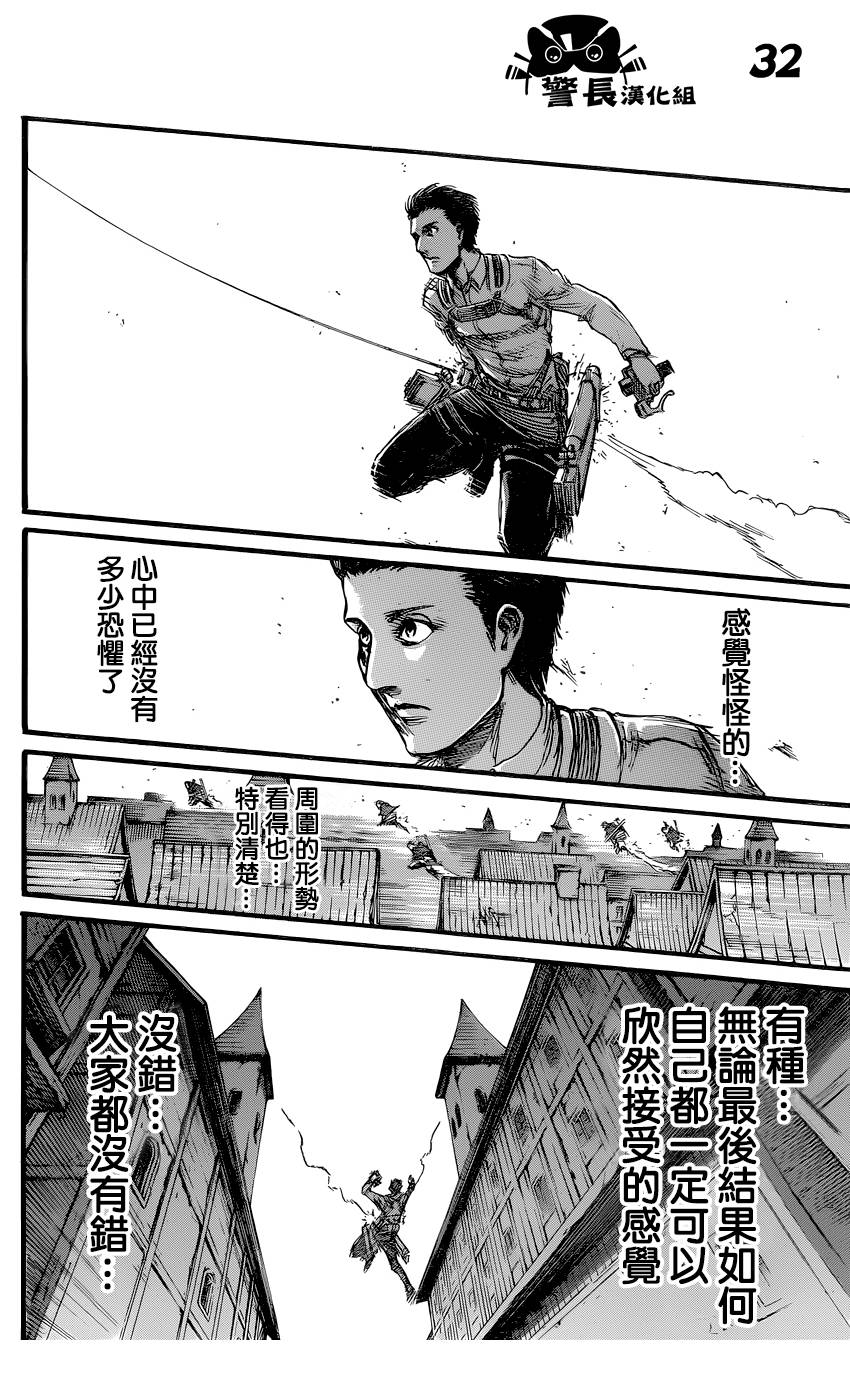 警長漢化組
32
感覺怪怪的…
心中已經沒有
多少恐懼了
周圍的形勢
看得也…
特別清楚…
有種…
無論最後結果如何
自己都一定可以
欣然接受的感覺
沒錯…
大家都沒有錯…